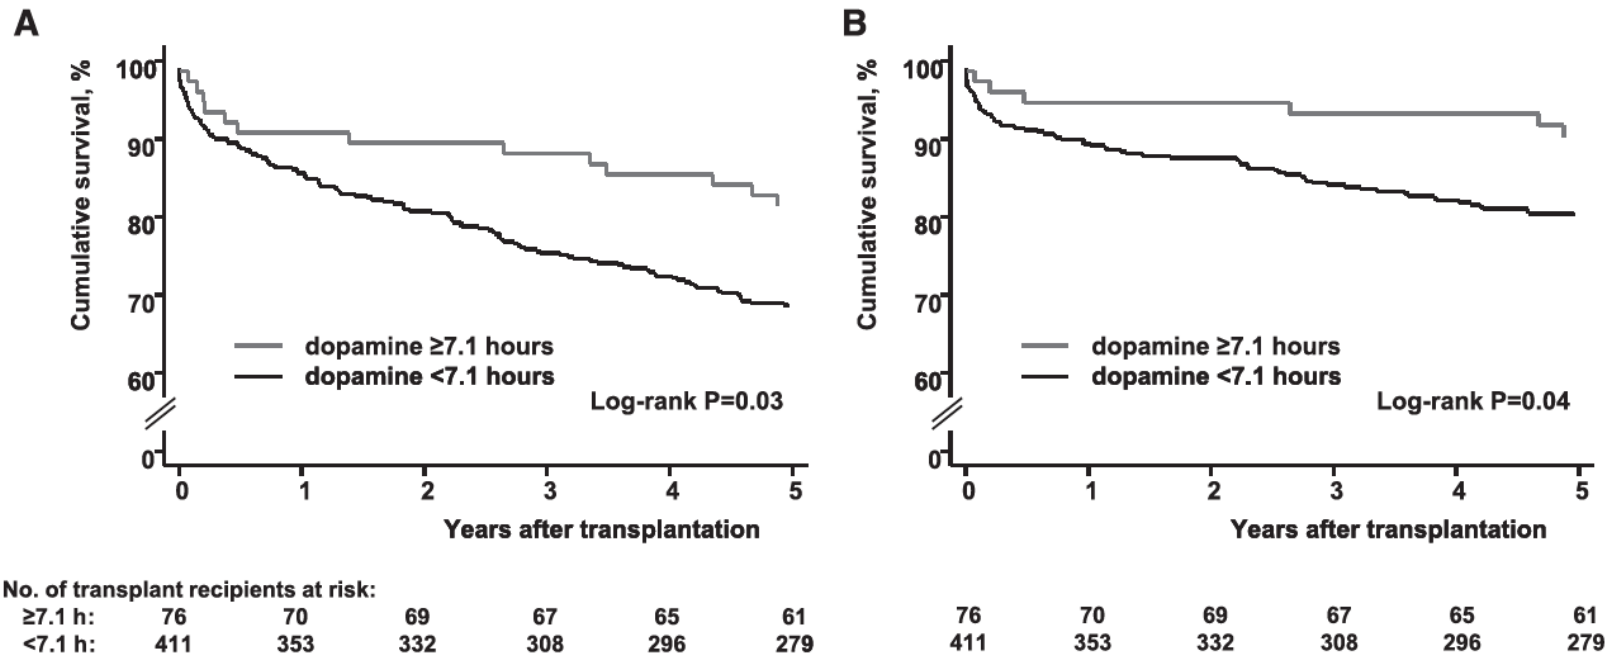 A
Cumulative survival, %
100
90
80
70
60
0
dopamine ≥7.1 hours
dopamine <7.1 hours
Log-rank P=0.03
0 1 2 3 4 5
Years after transplantation
B
Cumulative survival, %
100
90
80
70
60
0
dopamine ≥7.1 hours
dopamine <7.1 hours
Log-rank P=0.04
0 1 2 3 4 5
Years after transplantation
No. of transplant recipients at risk:
≥7.1 h: 76 70 69 67 65 61 76 70 69 67 65 61
<7.1 h: 411 353 332 308 296 279 411 353 332 308 296 279